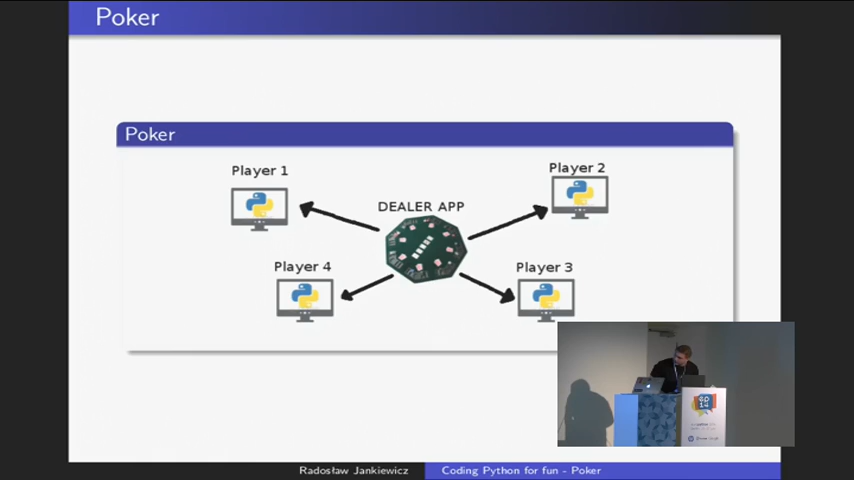 Poker
Poker
Player 1
Player 2
DEALER APP
Player 4
Player 3
Radosław Jankiewicz
Coding Python for fun - Poker